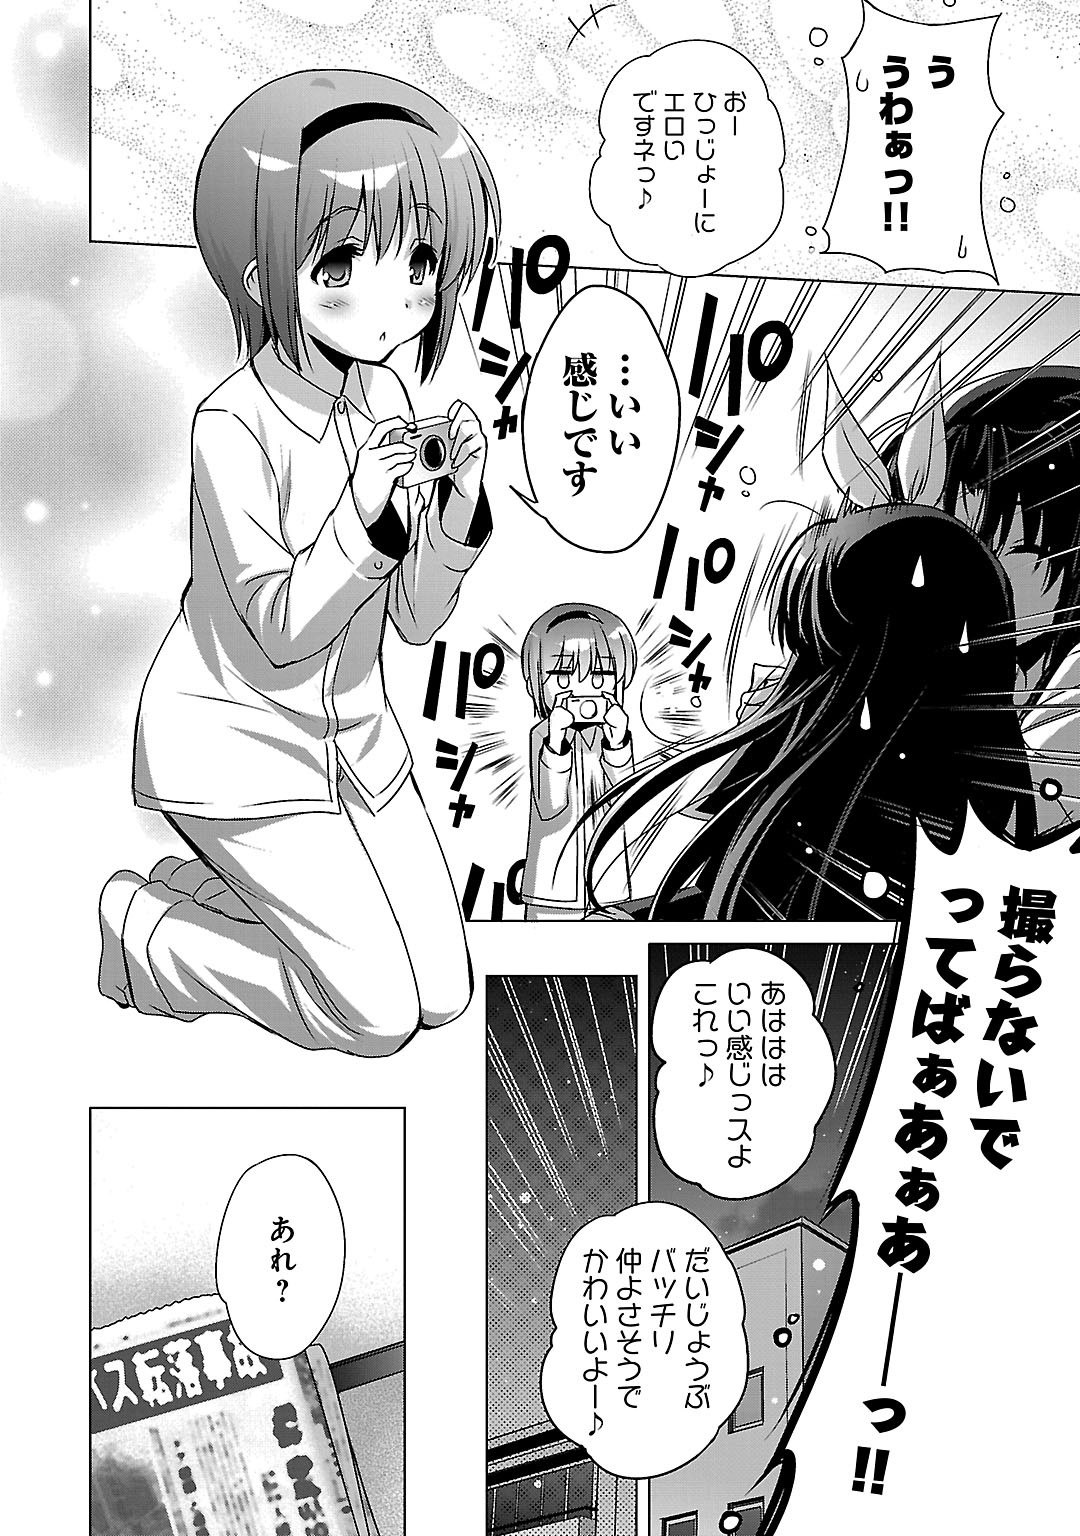 う
うわぁっ!!
おー
ひっじょーに
エロい
ですネっ♪
パシャ
パシャ
…いい
感じです
パシャ
パシャ
パシャ
撮らないで
ってばぁあぁぁーーっ!!
あははは
いい感じっスよ
これっ♪
だいじょうぶ
バッチリ
仲よさそうで
かわいいよー♪
あれ?
バス転落事故